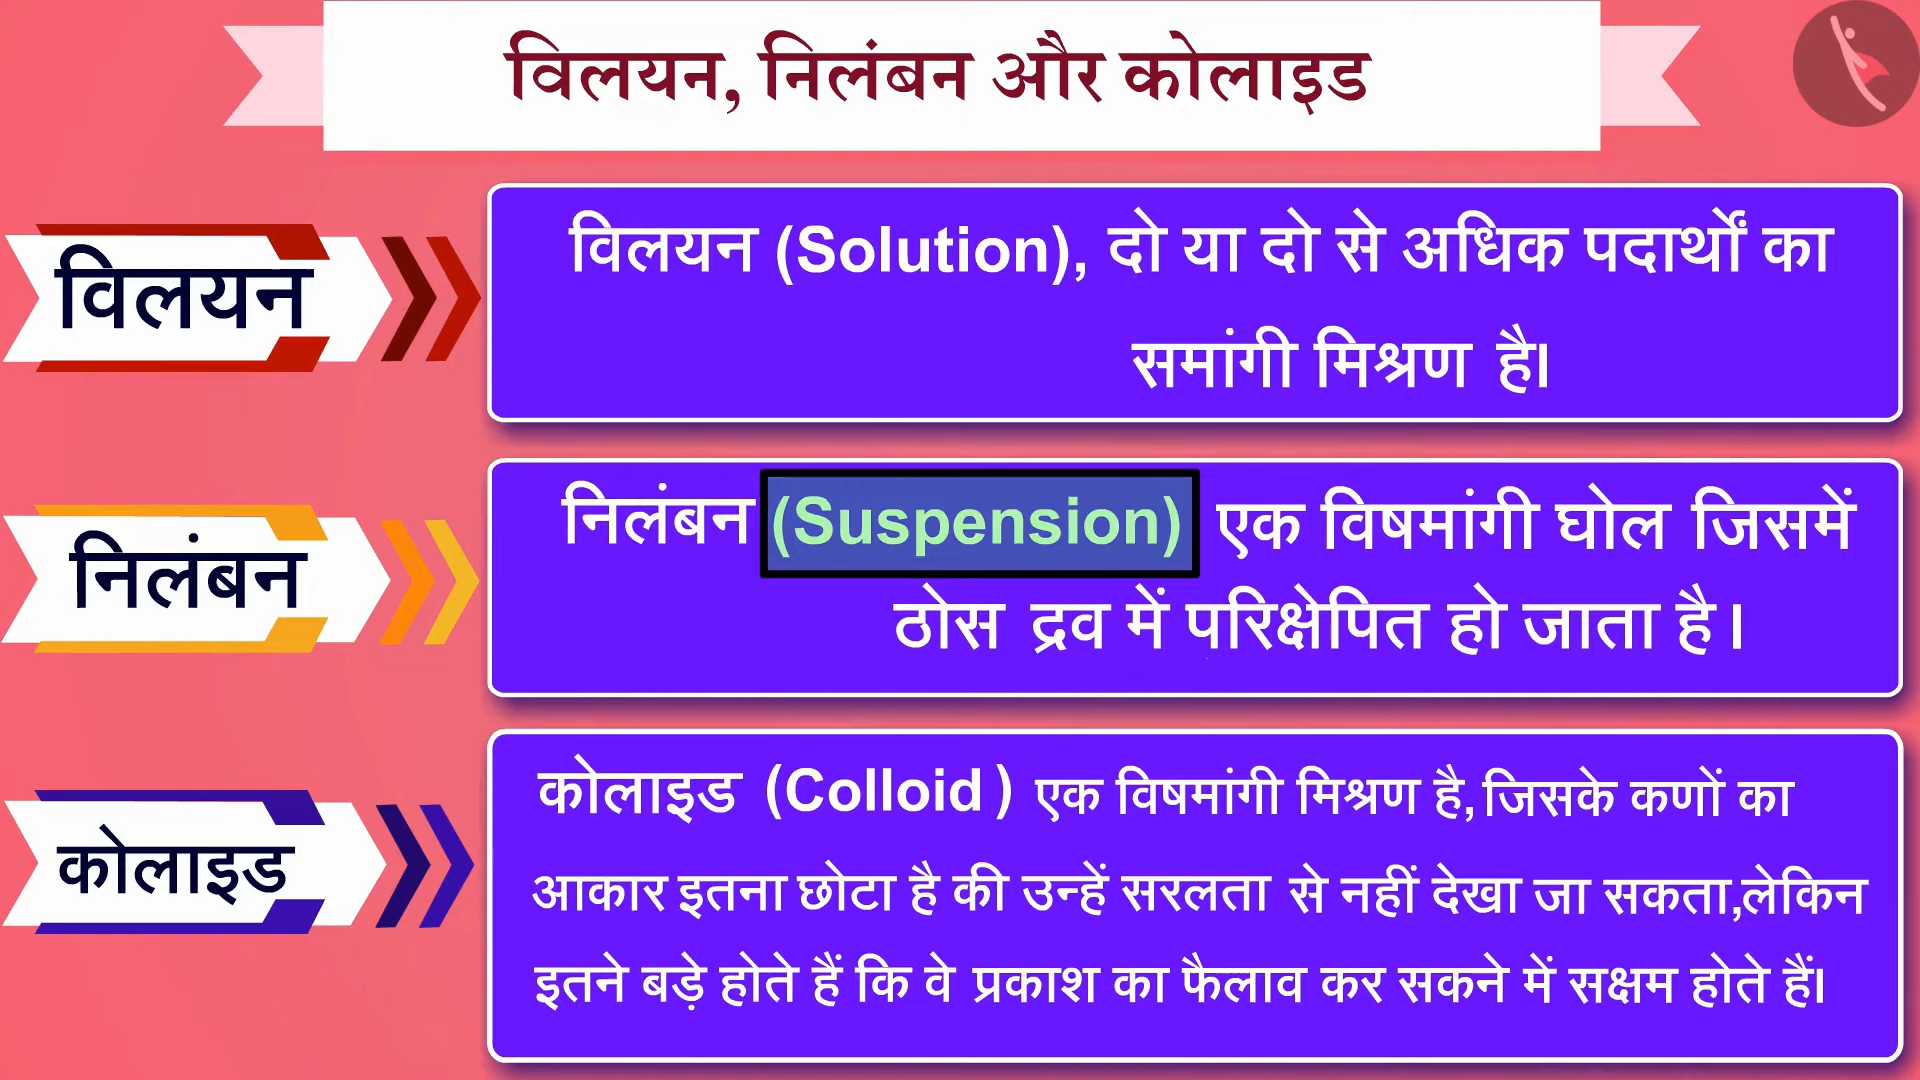 विलयन, निलंबन और कोलाइड
विलयन
विलयन (Solution), दो या दो से अधिक पदार्थों का
समांगी मिश्रण है।
निलंबन
निलंबन (Suspension) एक विषमांगी घोल जिसमें
ठोस द्रव में परिक्षेपित हो जाता है।
कोलाइड
कोलाइड (Colloid) एक विषमांगी मिश्रण है, जिसके कणों का
आकार इतना छोटा है की उन्हें सरलता से नहीं देखा जा सकता,लेकिन
इतने बड़े होते हैं कि वे प्रकाश का फैलाव कर सकने में सक्षम होते हैं।